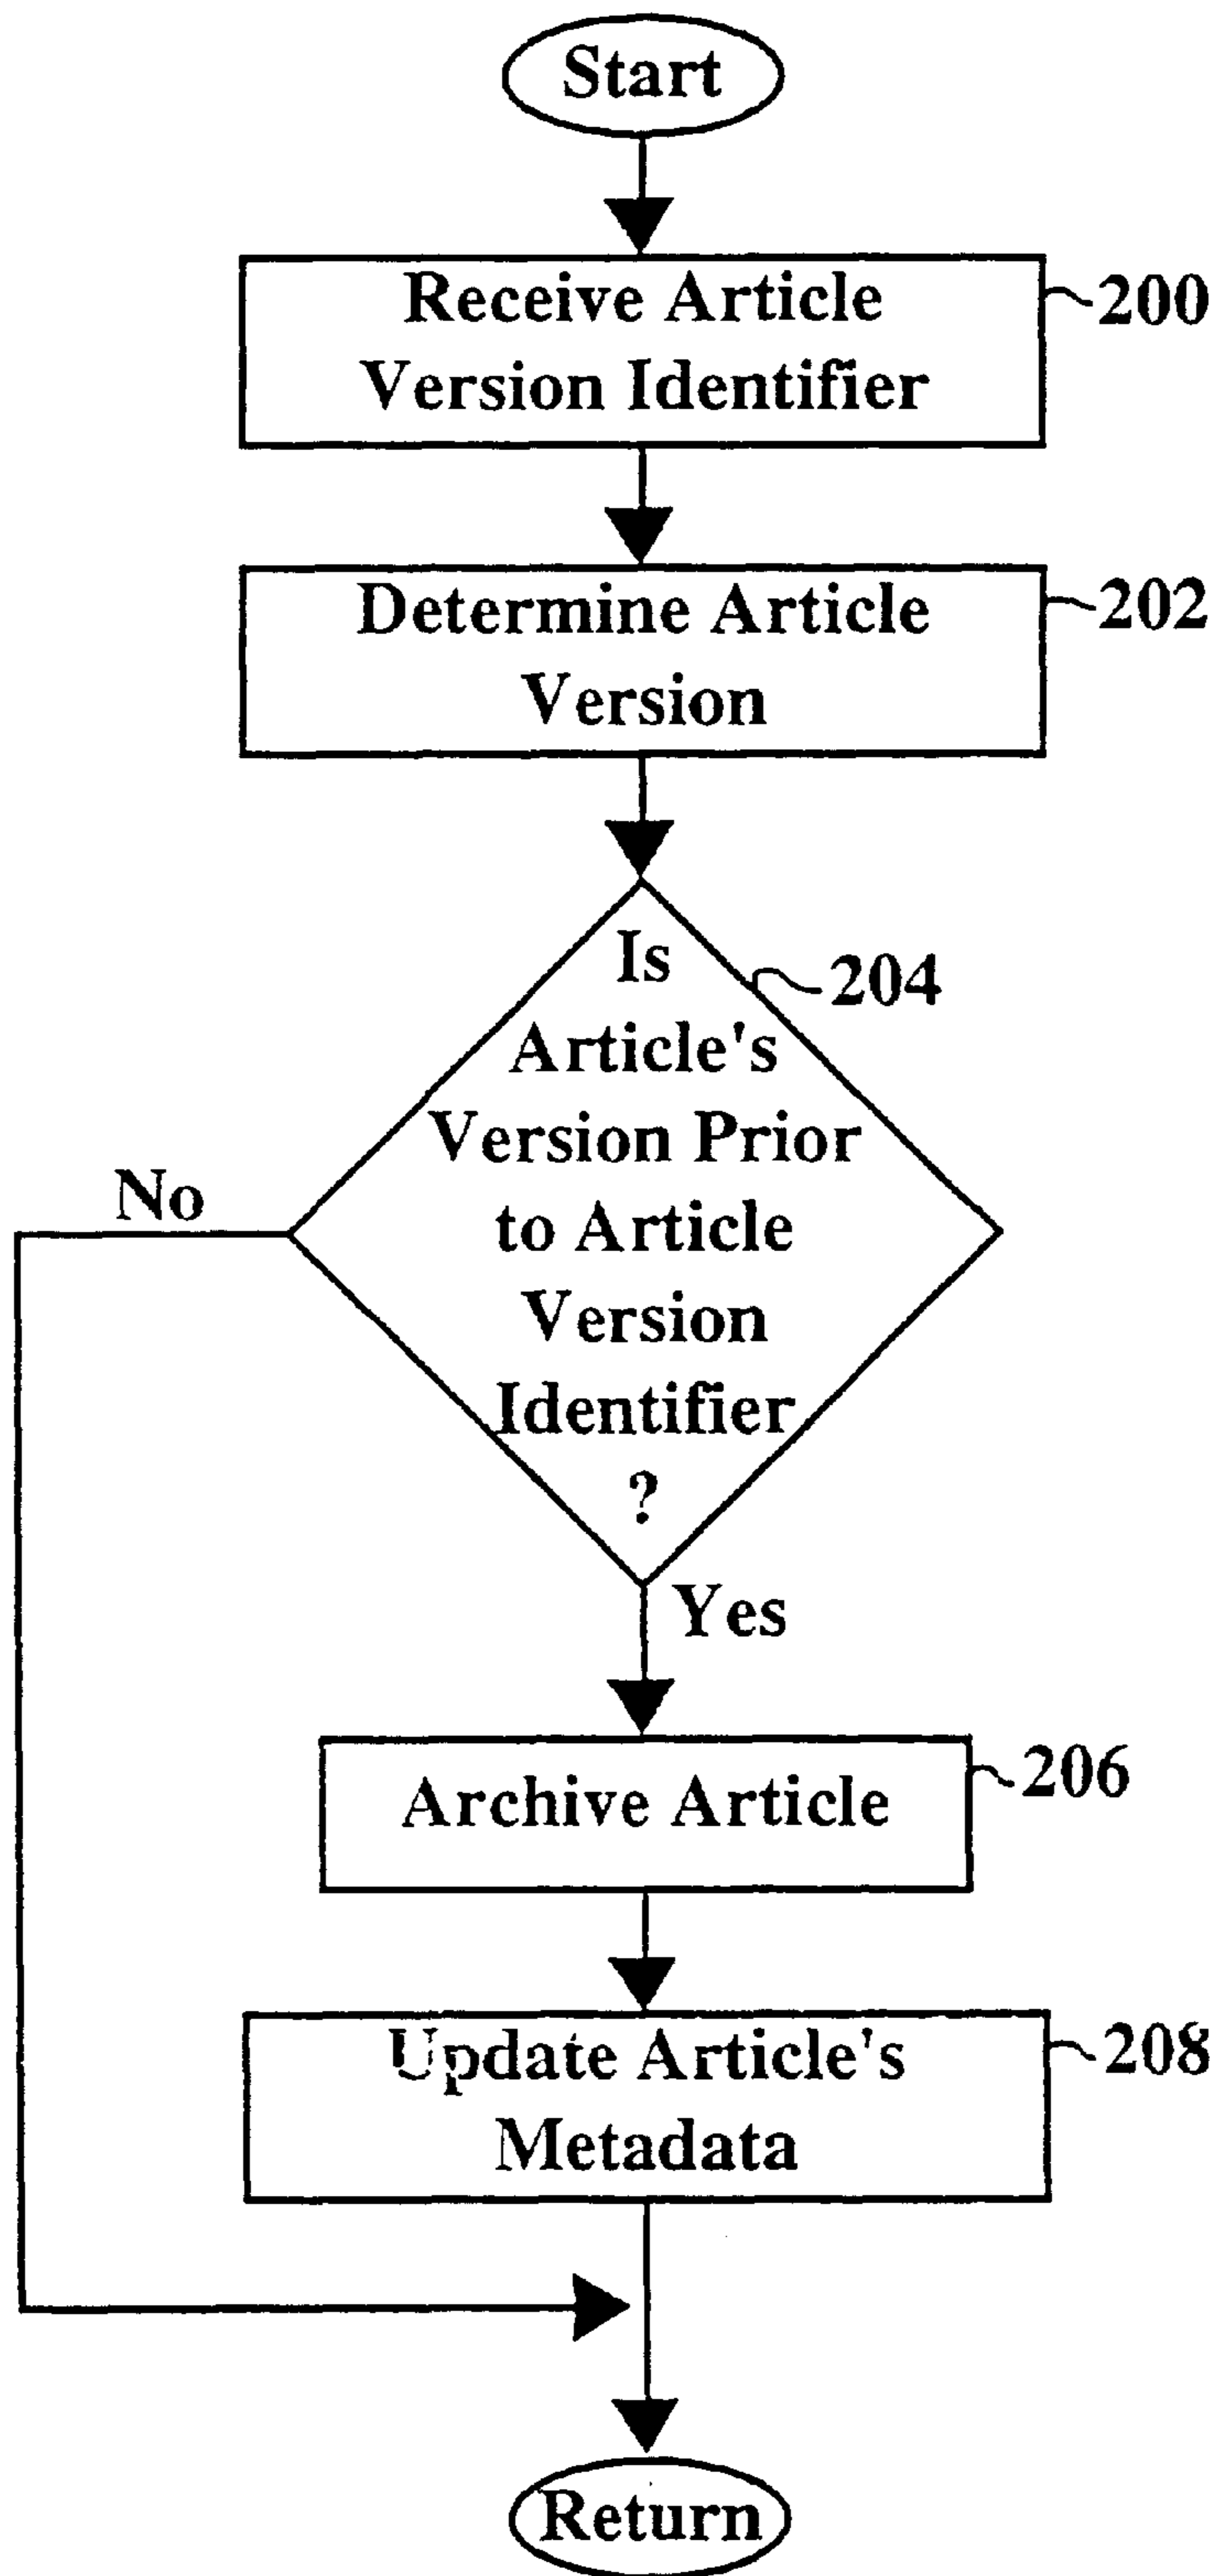 Start
Receive Article
Version Identifier
200
Determine Article
Version
202
Is
Article's
Version Prior
to Article
Version
Identifier
?
204
No
Yes
Archive Article
206
Update Article's
Metadata
208
Return